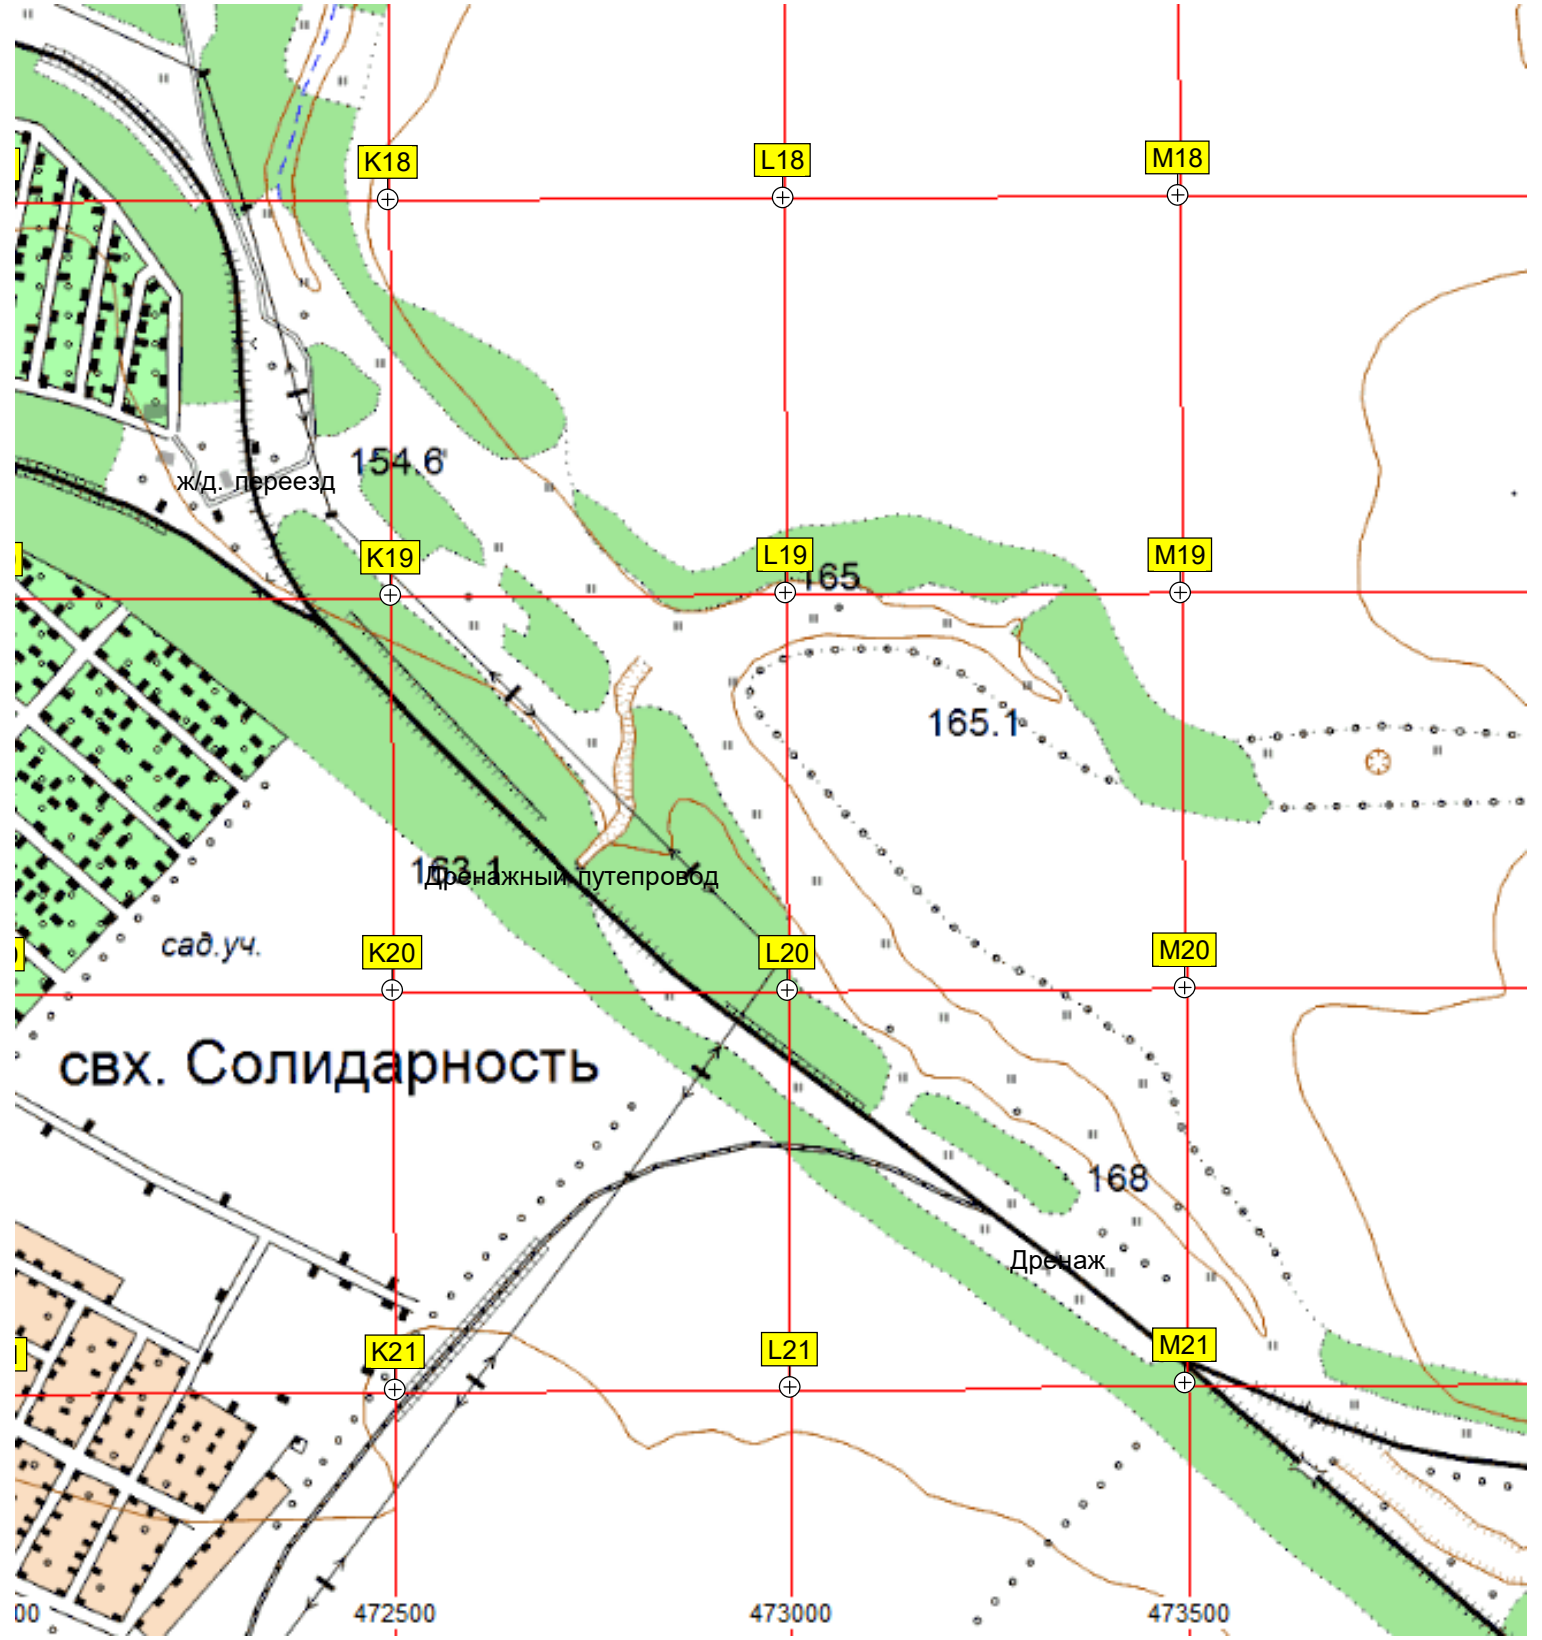 K18
L18
M18
154.6
ж/д. переезд
K19
L19
M19
165
165.1
163.1
Дренажный путепровод
сад.уч.
K20
L20
M20
свх. Солидарность
168
Дренаж
K21
L21
M21
00
472500
473000
473500